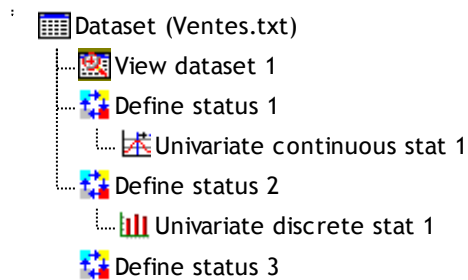 Dataset (Ventes.txt)
View dataset 1
Define status 1
Univariate continuous stat 1
Define status 2
Univariate discrete stat 1
Define status 3